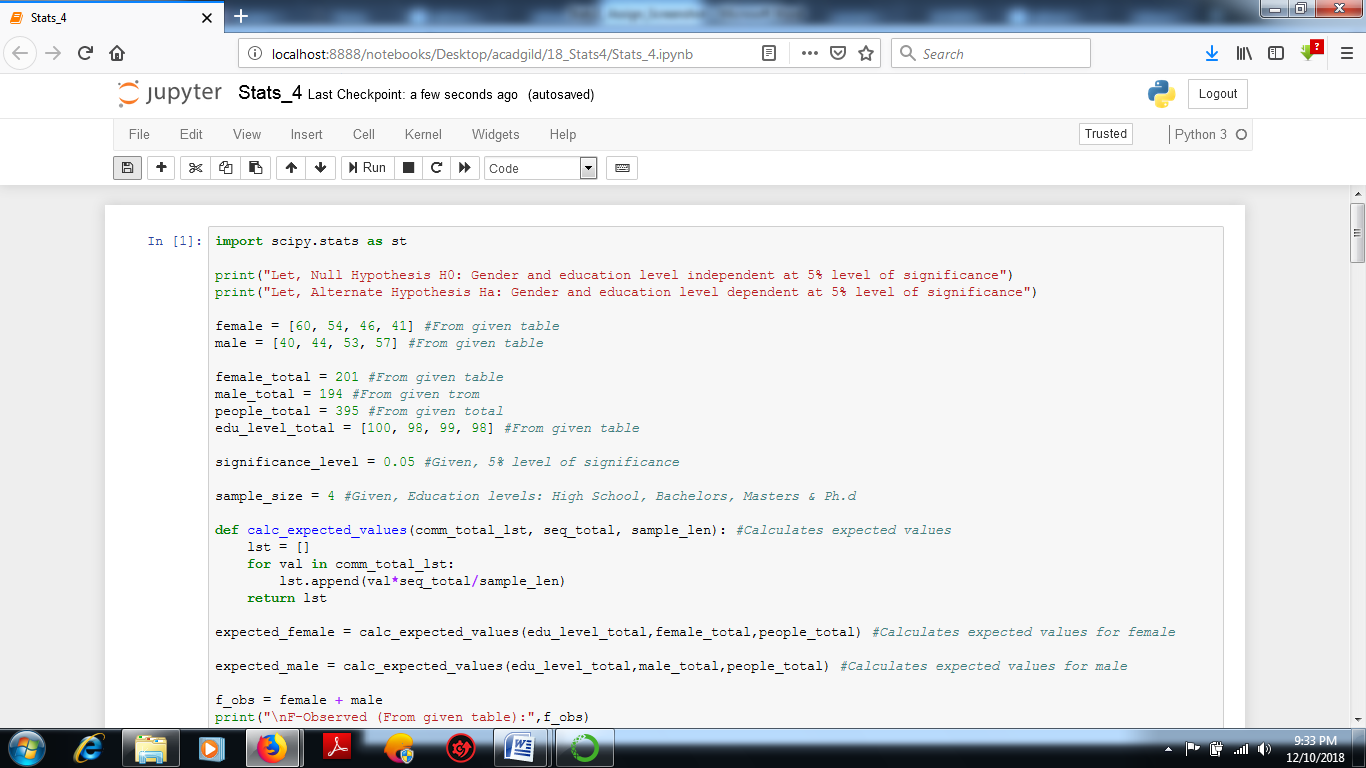 Stats_4
localhost:8888/notebooks/Desktop/acadgild/18_Stats4/Stats_4.ipynb
Search
?
jupyter Stats_4 Last Checkpoint: a few seconds ago (autosaved)
Logout
File Edit View Insert Cell Kernel Widgets Help
Trusted
Python 3
Run
Code
In [1]:
import scipy.stats as st
print("Let, Null Hypothesis H0: Gender and education level independent at 5% level of significance")
print("Let, Alternate Hypothesis Ha: Gender and education level dependent at 5% level of significance")
female = [60, 54, 46, 41] #From given table
male = [40, 44, 53, 57] #From given table
female_total = 201 #From given table
male_total = 194 #From given trom
people_total = 395 #From given total
edu_level_total = [100, 98, 99, 98] #From given table
significance_level = 0.05 #Given, 5% level of significance
sample_size = 4 #Given, Education levels: High School, Bachelors, Masters & Ph.d
def calc_expected_values(comm_total_lst, seq_total, sample_len): #Calculates expected values
    lst = []
    for val in comm_total_lst:
        lst.append(val*seq_total/sample_len)
    return lst
expected_female = calc_expected_values(edu_level_total,female_total,people_total) #Calculates expected values for female
expected_male = calc_expected_values(edu_level_total,male_total,people_total) #Calculates expected values for male
f_obs = female + male
print("\nF-Observed (From given table):",f_obs)
9:33 PM
12/10/2018